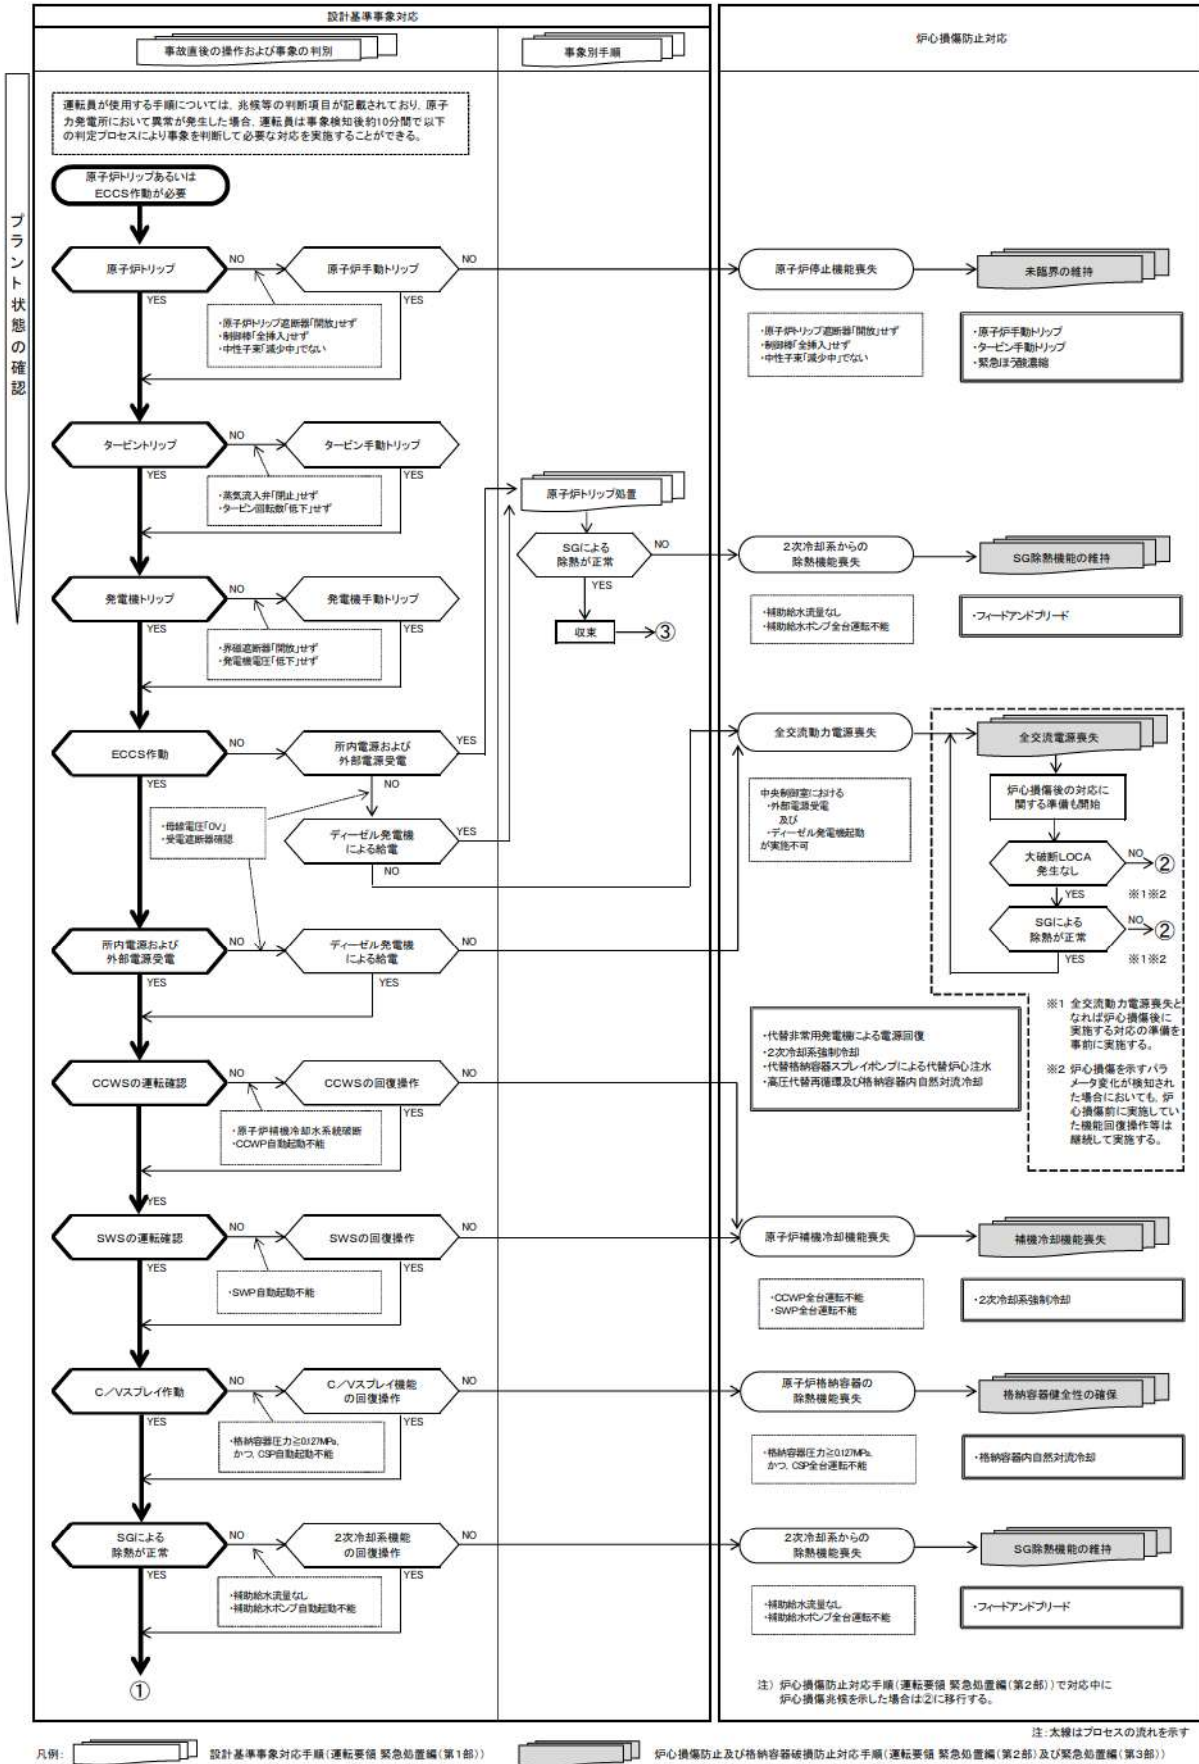 設計基準事象対応
事故直後の操作および事象の判別
事象別手順
炉心損傷防止対応
プラント状態の確認
運転員が使用する手順については、兆候等の判断項目が記載されており、原子
力発電所において異常が発生した場合、運転員は事象検知後約10分間で以下
の判定プロセスにより事象を判断して必要な対応を実施することができる。
原子炉トリップあるいは
ECCS作動が必要
原子炉トリップ
NO
原子炉手動トリップ
NO
原子炉停止機能喪失
未臨界の維持
YES
YES
・原子炉トリップ遮断器「開放」せず
・制御棒「全挿入」せず
・中性子束「減少中」でない
・原子炉トリップ遮断器「開放」せず
・制御棒「全挿入」せず
・中性子束「減少中」でない
・原子炉手動トリップ
・タービン手動トリップ
・緊急ほう酸濃縮
タービントリップ
NO
タービン手動トリップ
YES
YES
・蒸気流入弁「閉止」せず
・タービン回転数「低下」せず
原子炉トリップ処置
SGによる
除熱が正常
NO
2次冷却系からの
除熱機能喪失
SG除熱機能の維持
YES
収束
③
・補助給水流量なし
・補助給水ポンプ全台運転不能
・フィードアンドブリード
発電機トリップ
NO
発電機手動トリップ
YES
YES
・界磁遮断器「開放」せず
・発電機電圧「低下」せず
ECCS作動
NO
所内電源および
外部電源受電
YES
YES
NO
・母線電圧「0V」
・受電遮断器確認
ディーゼル発電機
による給電
YES
NO
全交流動力電源喪失
全交流電源喪失
中央制御室における
・外部電源受電
及び
・ディーゼル発電機起動
が実施不可
炉心損傷後の対応に
関する準備も開始
大破断LOCA
発生なし
NO
②
YES
※1※2
SGによる
除熱が正常
NO
②
YES
※1※2
※1 全交流動力電源喪失と
なれば炉心損傷後に
実施する対応の準備を
事前に実施する。
※2 炉心損傷を示すパラ
メータ変化が検知され
た場合においても、炉
心損傷前に実施してい
た機能回復操作等は
継続して実施する。
所内電源および
外部電源受電
NO
ディーゼル発電機
による給電
NO
YES
YES
・代替非常用発電機による電源回復
・2次冷却系強制冷却
・代替格納容器スプレイポンプによる代替炉心注水
・高圧代替再循環及び格納容器内自然対流冷却
CCWSの運転確認
NO
CCWSの回復操作
NO
YES
YES
・原子炉補機冷却水系統破断
・CCWP自動起動不能
SWSの運転確認
NO
SWSの回復操作
NO
原子炉補機冷却機能喪失
補機冷却機能喪失
YES
YES
・SWP自動起動不能
・CCWP全台運転不能
・SWP全台運転不能
・2次冷却系強制冷却
C/Vスプレイ作動
NO
C/Vスプレイ機能
の回復操作
NO
原子炉格納容器の
除熱機能喪失
格納容器健全性の確保
YES
YES
・格納容器圧力≧0.127MPa、
かつ、CSP自動起動不能
・格納容器圧力≧0.127MPa、
かつ、CSP全台運転不能
・格納容器内自然対流冷却
SGによる
除熱が正常
NO
2次冷却系機能
の回復操作
NO
2次冷却系からの
除熱機能喪失
SG除熱機能の維持
YES
YES
・補助給水流量なし
・補助給水ポンプ自動起動不能
・補助給水流量なし
・補助給水ポンプ全台運転不能
・フィードアンドブリード
①
注) 炉心損傷防止対応手順(運転要領 緊急処置編(第2部))で対応中に
炉心損傷兆候を示した場合は②に移行する。
注:太線はプロセスの流れを示す
凡例:
設計基準事象対応手順(運転要領 緊急処置編(第1部))
炉心損傷防止及び格納容器破損防止対応手順(運転要領 緊急処置編(第2部)及び緊急処置編(第3部))